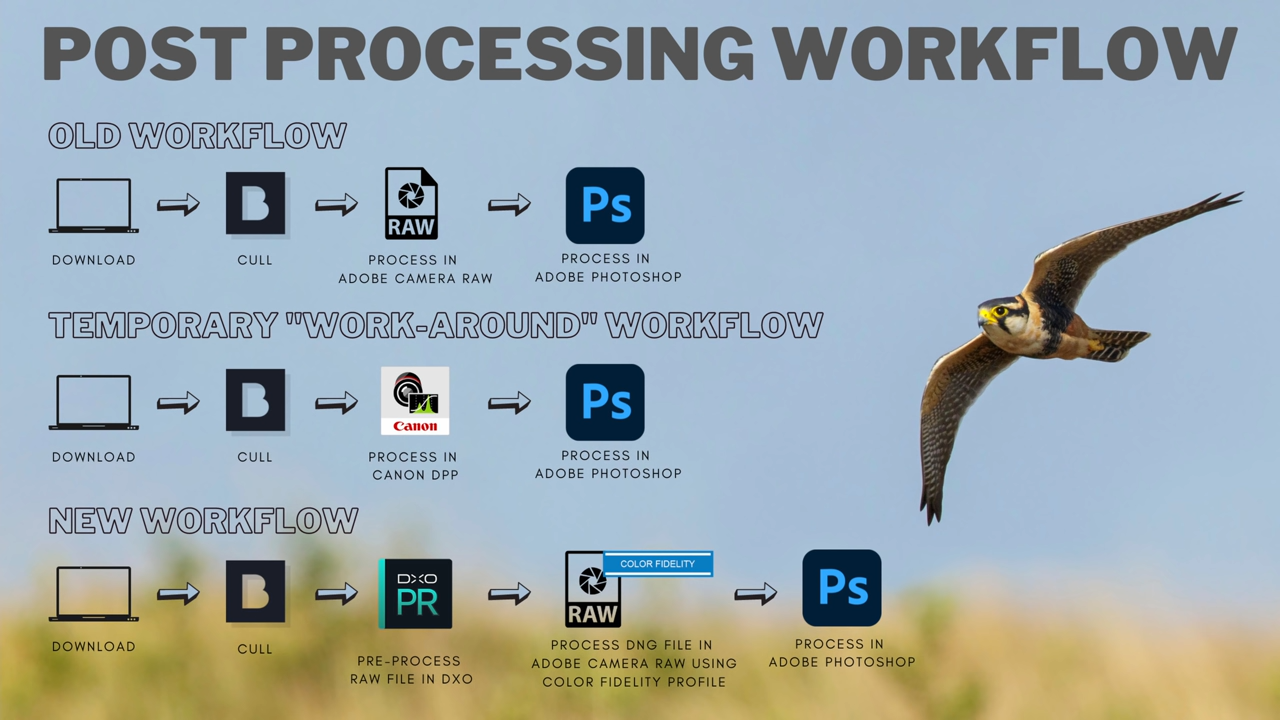 POST PROCESSING WORKFLOW
OLD WORKFLOW
B
RAW
Ps
DOWNLOAD
CULL
PROCESS IN
ADOBE CAMERA RAW
PROCESS IN
ADOBE PHOTOSHOP
TEMPORARY "WORK-AROUND" WORKFLOW
B
Canon
Ps
DOWNLOAD
CULL
PROCESS IN
CANON DPP
PROCESS IN
ADOBE PHOTOSHOP
NEW WORKFLOW
B
DXO
PR
COLOR FIDELITY
RAW
Ps
DOWNLOAD
CULL
PRE-PROCESS
RAW FILE IN DXO
PROCESS DNG FILE IN
ADOBE CAMERA RAW USING
COLOR FIDELITY PROFILE
PROCESS IN
ADOBE PHOTOSHOP